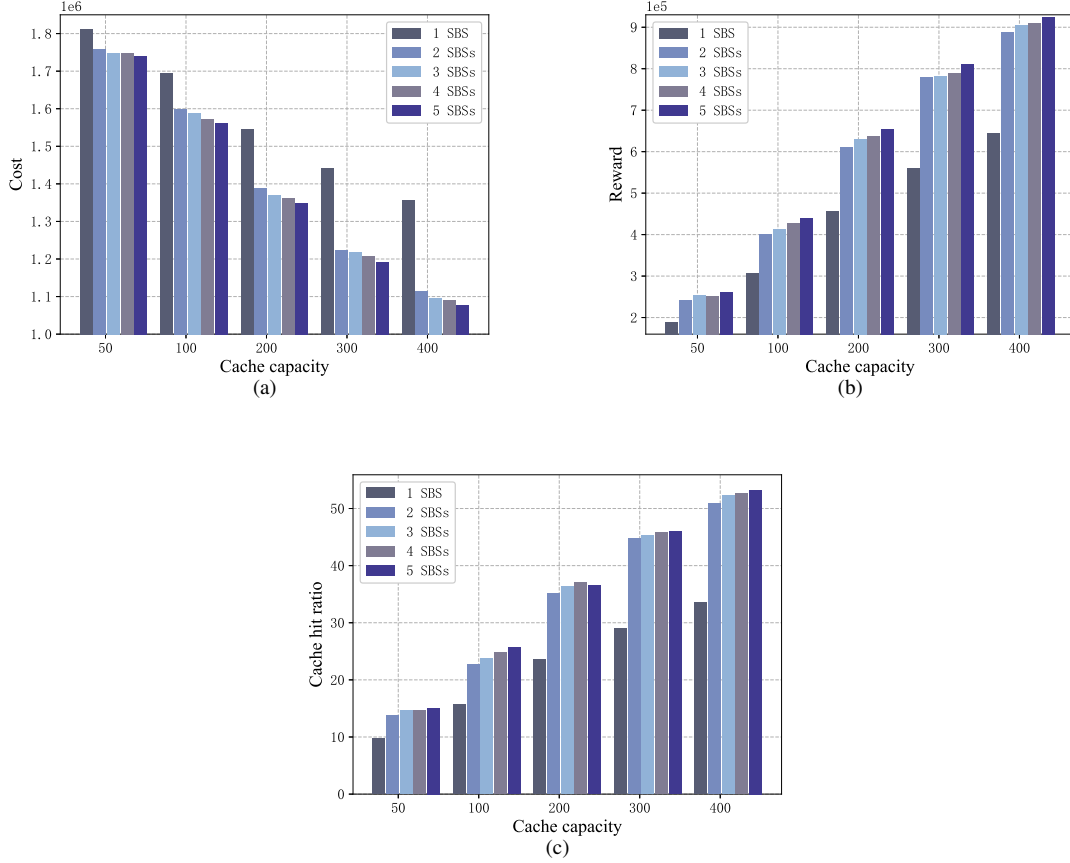 1e6
1.8
1.7
1.6
1.5
1.4
1.3
1.2
1.1
1.0
Cost
1 SBS
2 SBSs
3 SBSs
4 SBSs
5 SBSs
50 100 200 300 400
Cache capacity
(a)
9e5
9
8
7
6
5
4
3
2
Reward
1 SBS
2 SBSs
3 SBSs
4 SBSs
5 SBSs
50 100 200 300 400
Cache capacity
(b)
50
40
30
20
10
0
Cache hit ratio
1 SBS
2 SBSs
3 SBSs
4 SBSs
5 SBSs
50 100 200 300 400
Cache capacity
(c)